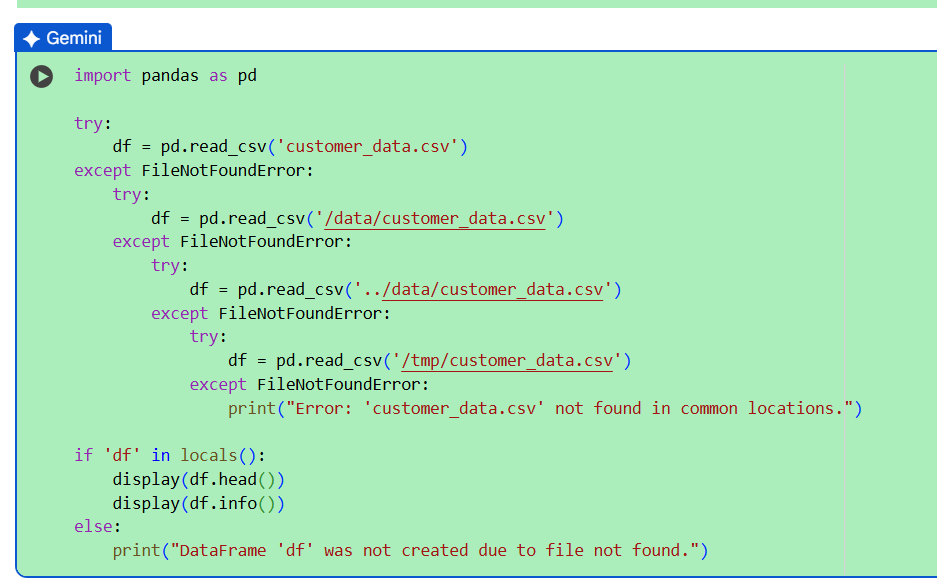 Gemini
import pandas as pd
try:
    df = pd.read_csv('customer_data.csv')
except FileNotFoundError:
    try:
        df = pd.read_csv('/data/customer_data.csv')
    except FileNotFoundError:
        try:
            df = pd.read_csv('../data/customer_data.csv')
        except FileNotFoundError:
            try:
                df = pd.read_csv('/tmp/customer_data.csv')
            except FileNotFoundError:
                print("Error: 'customer_data.csv' not found in common locations.")
if 'df' in locals():
    display(df.head())
    display(df.info())
else:
    print("DataFrame 'df' was not created due to file not found.")